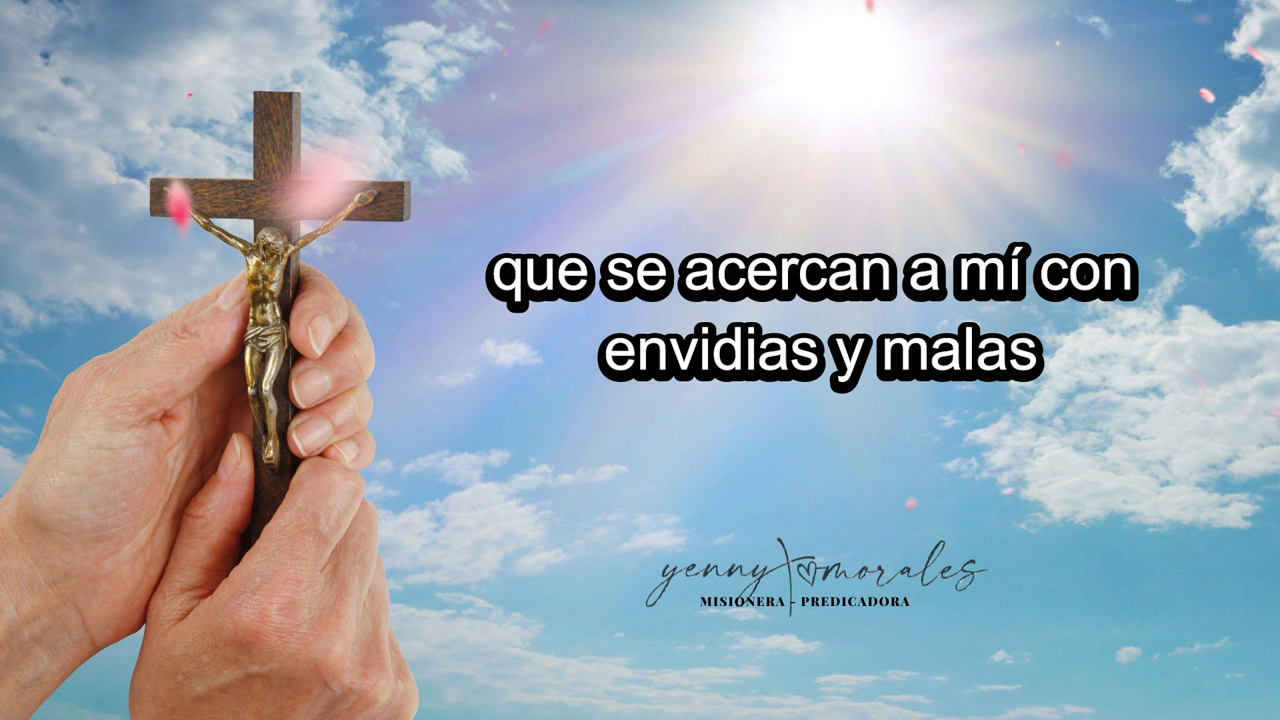 que se acercan a mí con
envidias y malas
yenny morales
MISIONERA - PREDICADORA